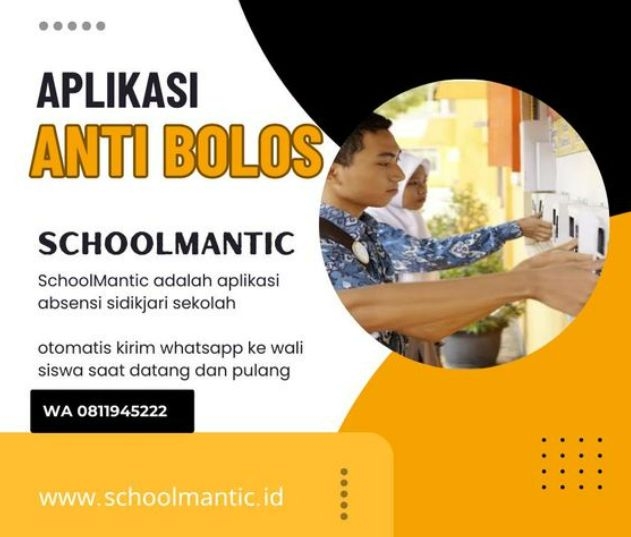 APLIKASI
ANTI BOLOS
SCHOOLMANTIC
SchoolMantic adalah aplikasi
absensi sidikjari sekolah
otomatis kirim whatsapp ke wali
siswa saat datang dan pulang
WA 0811945222
www.schoolmantic.id